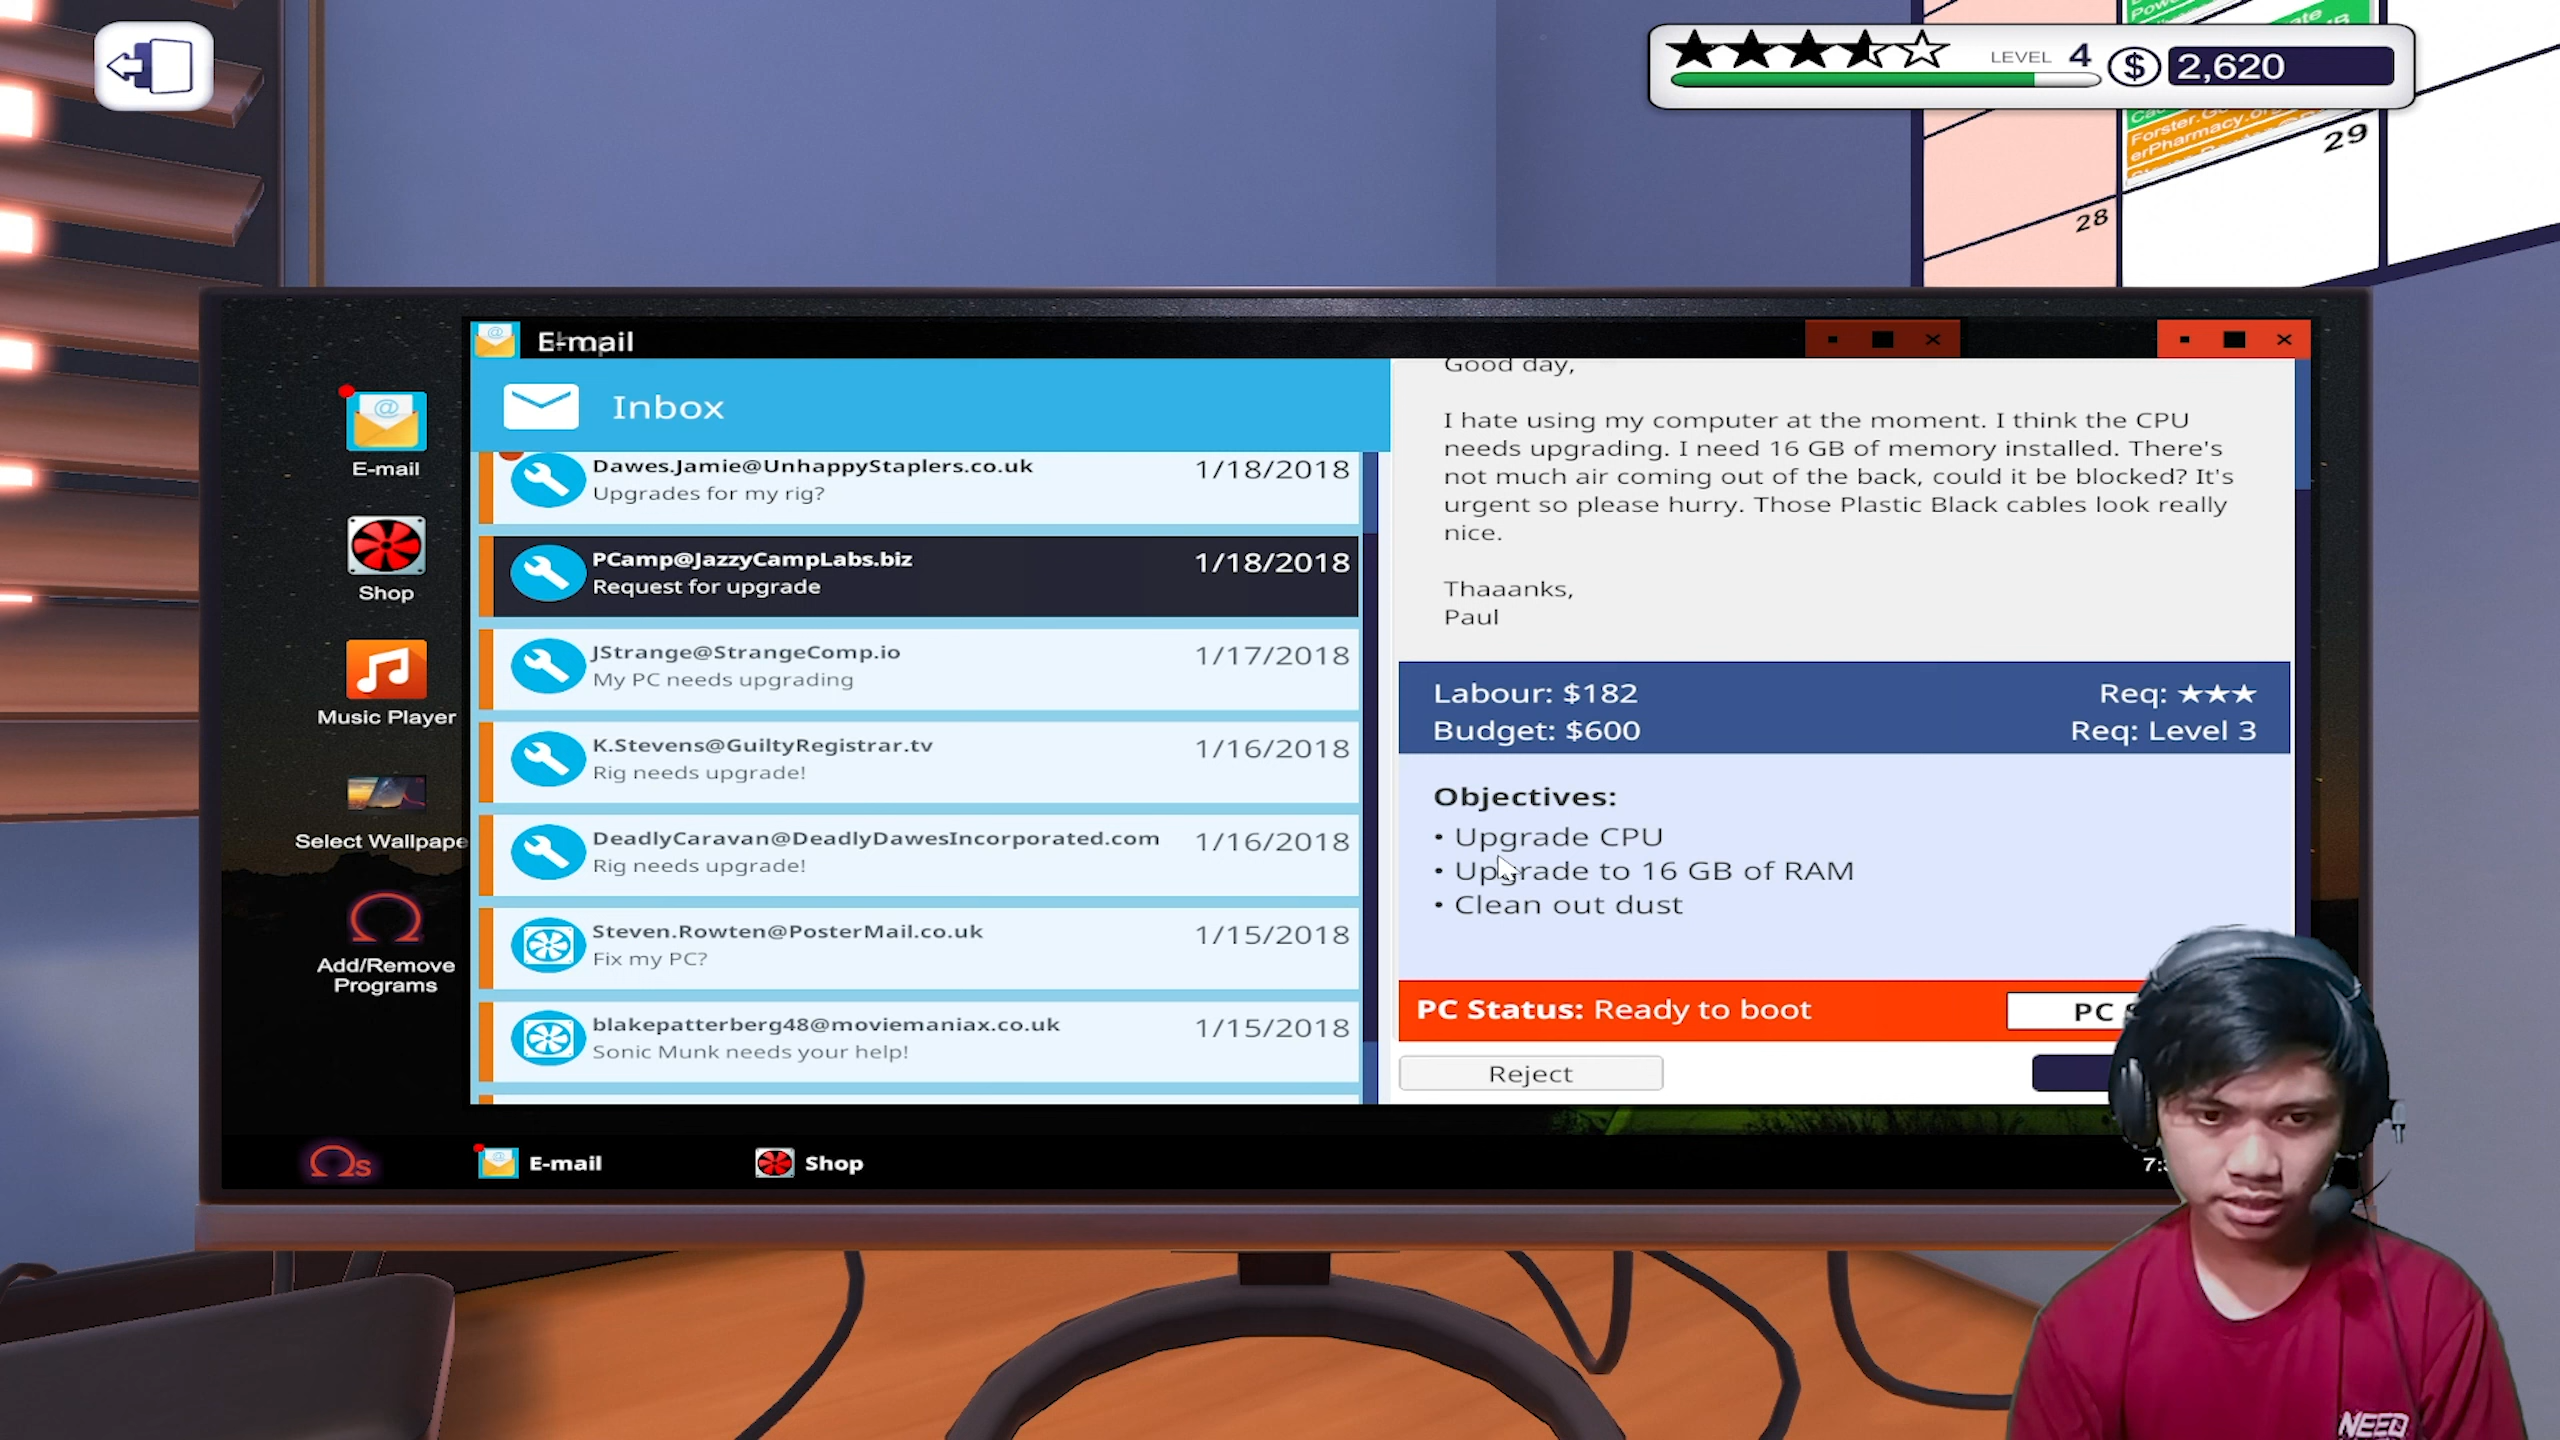 LEVEL 4
$ 2,620
28
29
E-mail
Shop
Music Player
Select Wallpape
Add/Remove
Programs
E-mail
Inbox
Dawes.Jamie@UnhappyStaplers.co.uk 1/18/2018
Upgrades for my rig?
PCamp@JazzyCampLabs.biz 1/18/2018
Request for upgrade
JStrange@StrangeComp.io 1/17/2018
My PC needs upgrading
K.Stevens@GuiltyRegistrar.tv 1/16/2018
Rig needs upgrade!
DeadlyCaravan@DeadlyDawesIncorporated.com 1/16/2018
Rig needs upgrade!
Steven.Rowten@PosterMail.co.uk 1/15/2018
Fix my PC?
blakepatterberg48@moviemaniax.co.uk 1/15/2018
Sonic Munk needs your help!
Good day,
I hate using my computer at the moment. I think the CPU
needs upgrading. I need 16 GB of memory installed. There's
not much air coming out of the back, could it be blocked? It's
urgent so please hurry. Those Plastic Black cables look really
nice.
Thaaanks,
Paul
Labour: $182 Req: ★★★
Budget: $600 Req: Level 3
Objectives:
• Upgrade CPU
• Upgrade to 16 GB of RAM
• Clean out dust
PC Status: Ready to boot
PC
Reject
Ωs
E-mail
Shop
NEED